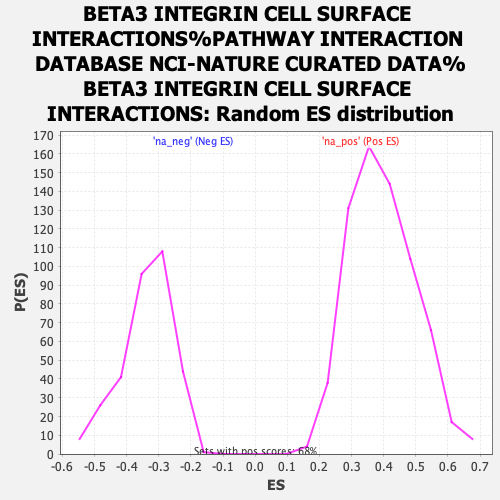 BETA3 INTEGRIN CELL SURFACE
INTERACTIONS%PATHWAY INTERACTION
DATABASE NCI-NATURE CURATED DATA%
BETA3 INTEGRIN CELL SURFACE
INTERACTIONS: Random ES distribution
'na_neg' (Neg ES)
'na_pos' (Pos ES)
170
160
150
140
130
120
110
100
90
80
70
60
50
40
30
20
10
0
P(ES)
Sets with pos scores: 68%
-0.6 -0.5 -0.4 -0.3 -0.2 -0.1 0.0 0.1 0.2 0.3 0.4 0.5 0.6 0.7
ES